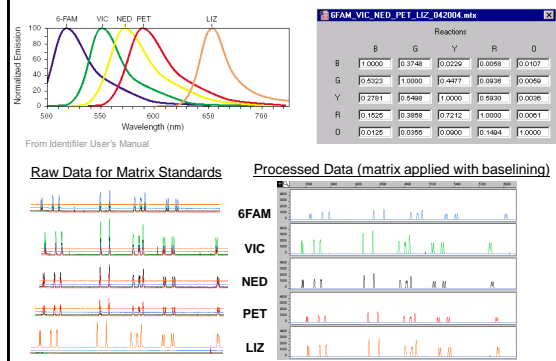 6-FAM VIC NED PET LIZ
100
80
60
40
20
0
Normalized Emission
500 550 600 650 700
Wavelength (nm)
From Identifiler User's Manual
6FAM_VIC_NED_PET_LIZ_042004.mtx
Reactions
B G Y R O
B 1.0000 0.3748 0.0229 0.0058 0.0107
G 0.5323 1.0000 0.4477 0.0936 0.0059
Y 0.2781 0.5498 1.0000 0.5930 0.0036
R 0.1525 0.3858 0.7212 1.0000 0.0061
O 0.0125 0.0356 0.0900 0.1494 1.0000
Raw Data for Matrix Standards
Processed Data (matrix applied with baselining)
6FAM
VIC
NED
PET
LIZ